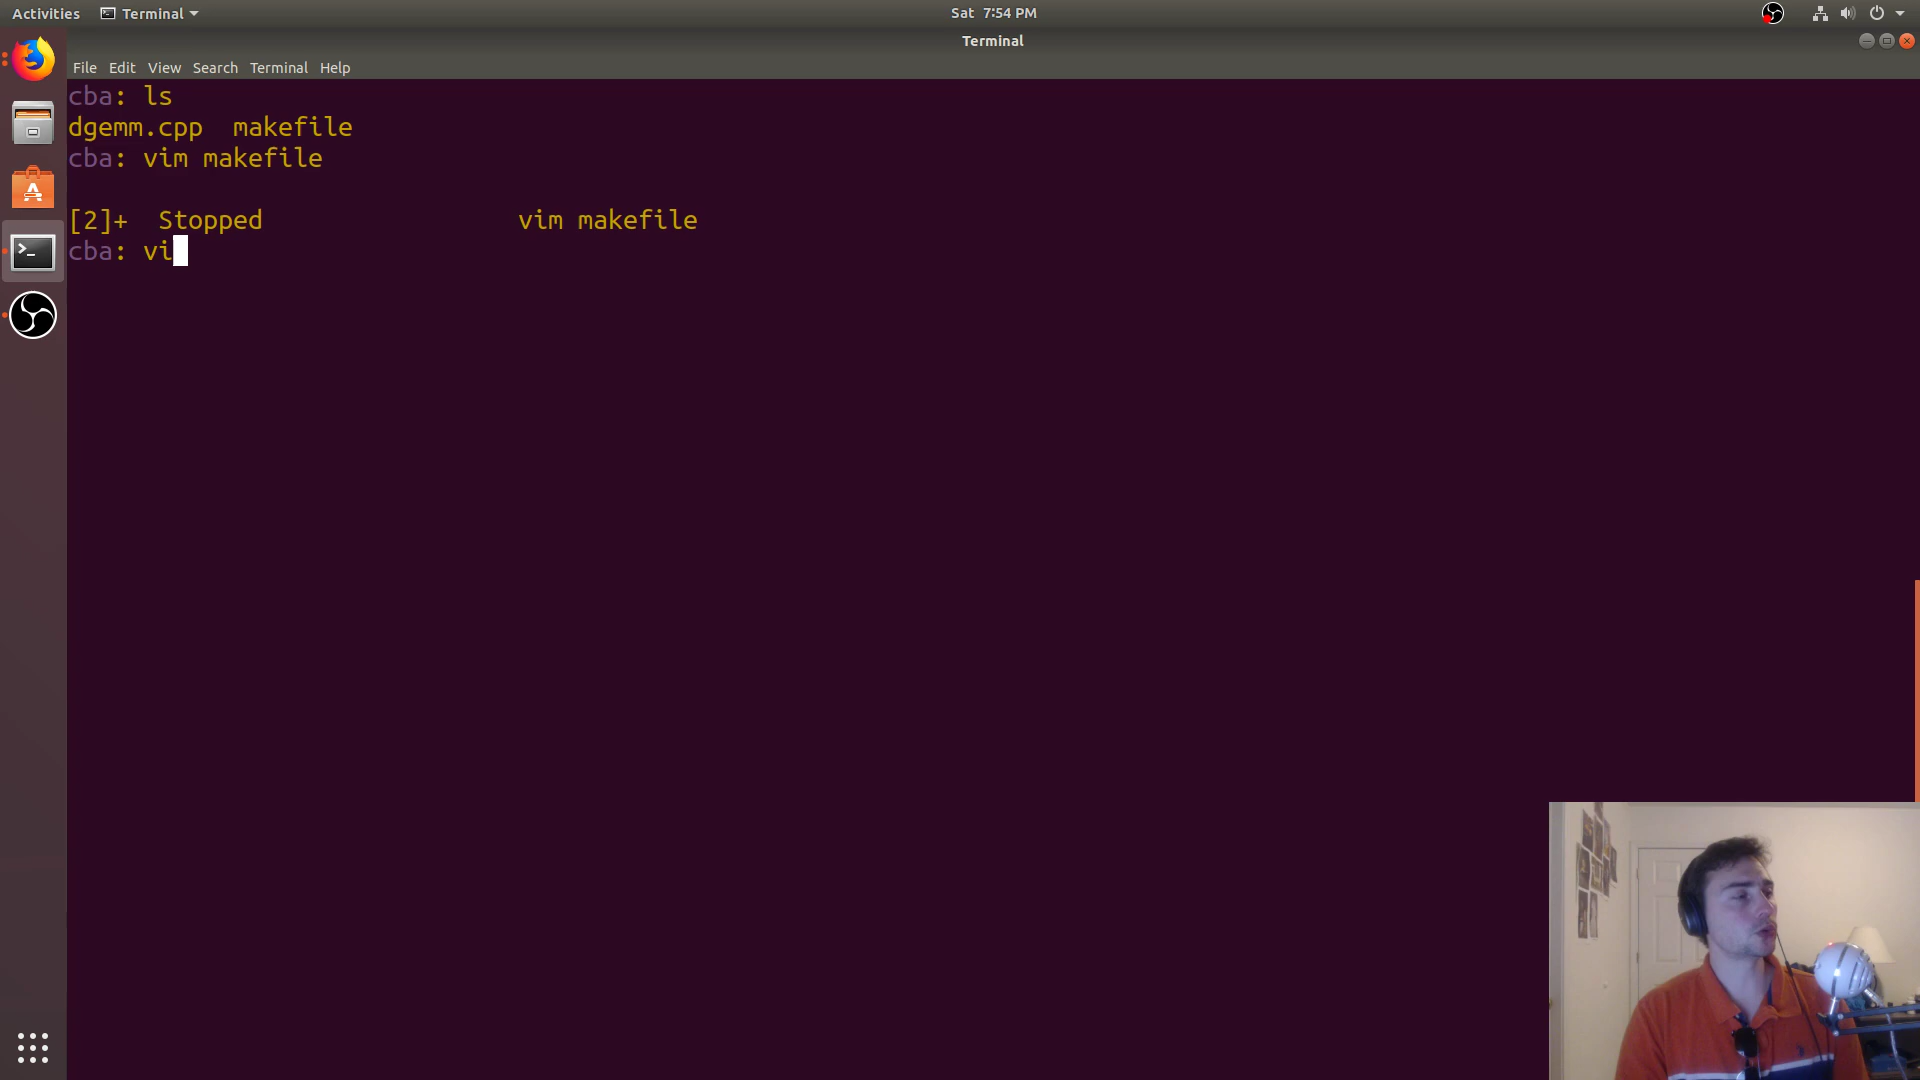 Activities Terminal Sat 7:54 PM
Terminal
File Edit View Search Terminal Help
cba: ls
dgemm.cpp makefile
cba: vim makefile
[2]+ Stopped vim makefile
cba: vi